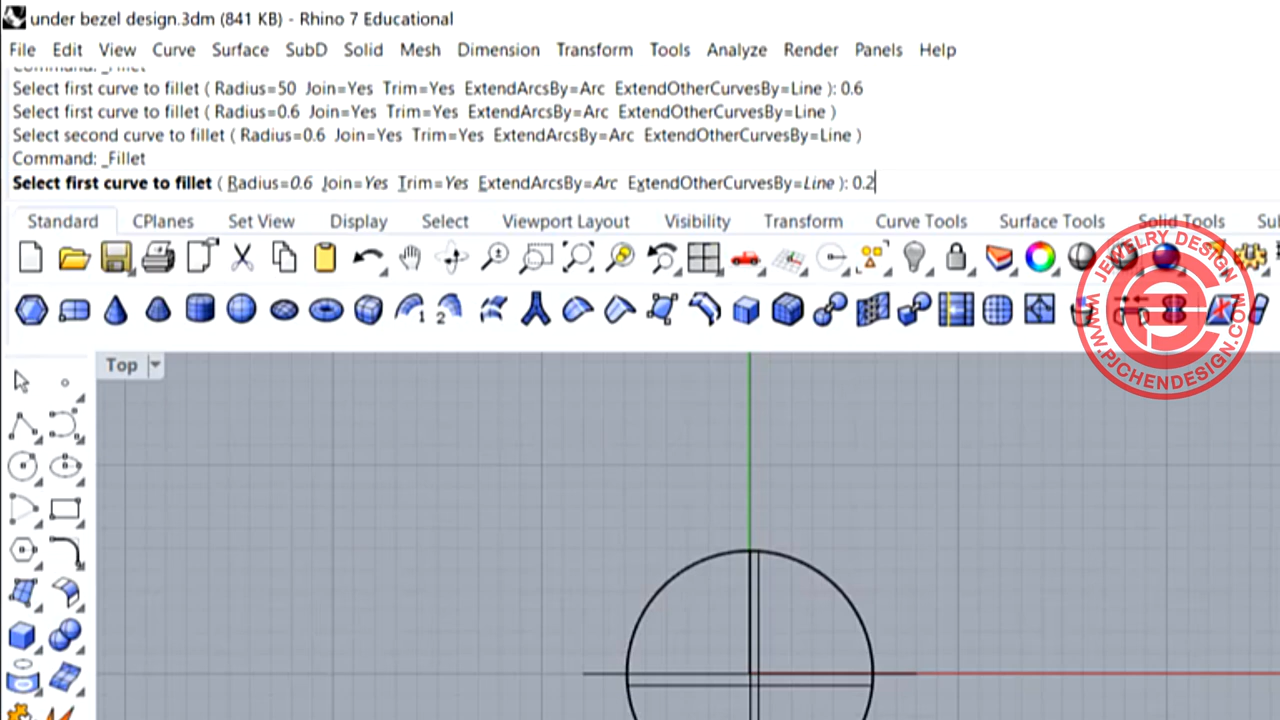 under bezel design.3dm (841 KB) - Rhino 7 Educational
File Edit View Curve Surface SubD Solid Mesh Dimension Transform Tools Analyze Render Panels Help
Command: _Fillet
Select first curve to fillet ( Radius=50 Join=Yes Trim=Yes ExtendArcsBy=Arc ExtendOtherCurvesBy=Line ): 0.6
Select first curve to fillet ( Radius=0.6 Join=Yes Trim=Yes ExtendArcsBy=Arc ExtendOtherCurvesBy=Line )
Select second curve to fillet ( Radius=0.6 Join=Yes Trim=Yes ExtendArcsBy=Arc ExtendOtherCurvesBy=Line )
Command: _Fillet
Select first curve to fillet ( Radius=0.6 Join=Yes Trim=Yes ExtendArcsBy=Arc ExtendOtherCurvesBy=Line ): 0.2
Standard CPlanes Set View Display Select Viewport Layout Visibility Transform Curve Tools Surface Tools Solid Tools
1 2
JEWELRY DESIGN
WWW.PJCHENDESIGN.COM
Top